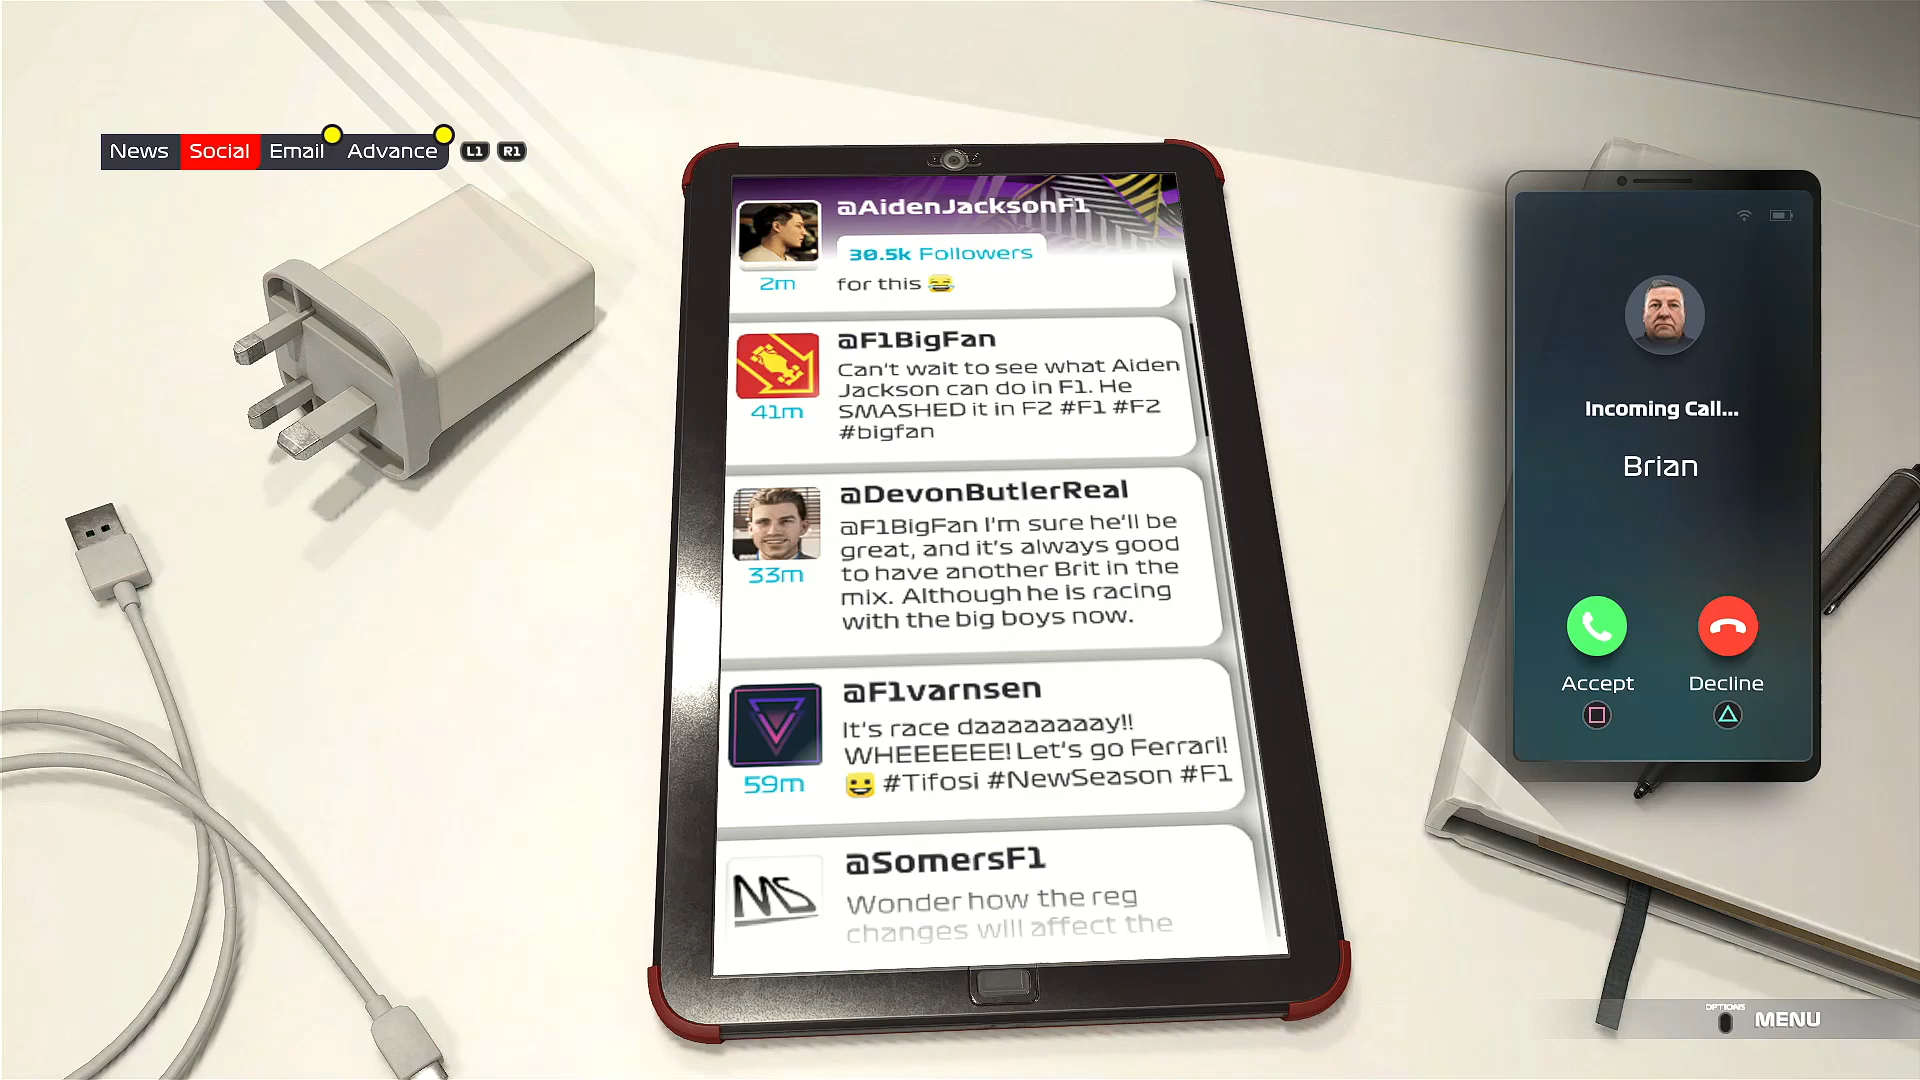 News Social Email Advance L1 R1
@AidenJacksonF1
30.5k Followers
2m
for this 😂
@F1BigFan
41m
Can't wait to see what Aiden
Jackson can do in F1. He
SMASHED it in F2 #F1 #F2
#bigfan
@DevonButlerReal
33m
@F1BigFan I'm sure he'll be
great, and it's always good
to have another Brit in the
mix. Although he is racing
with the big boys now.
@F1varnsen
59m
It's race daaaaaaaay!!
WHEEEEEE! Let's go Ferrari!
😀 #Tifosi #NewSeason #F1
@SomersF1
MS
Wonder how the reg
changes will affect the
Incoming Call...
Brian
Accept Decline
OPTIONS
MENU